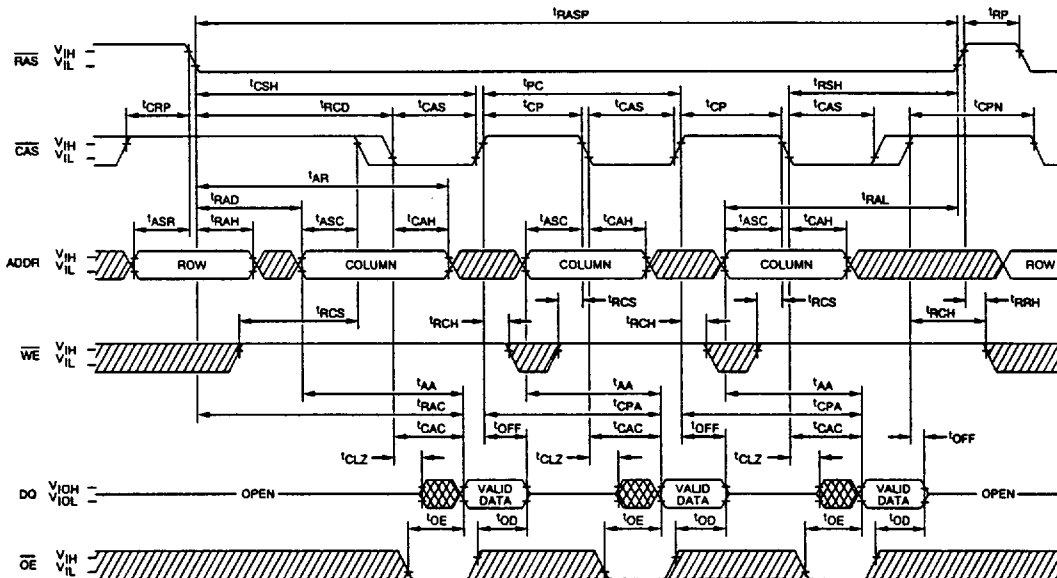 tRASP tRP
RAS VIH
VIL
tCSH tPC tRSH
tCRP tRCD tCAS tCP tCAS tCP tCAS tCPN
CAS VIH
VIL
tAR
tRAD tRAL
tASR tRAH tASC tCAH tASC tCAH tASC tCAH
ADDR VIH
VIL
ROW COLUMN COLUMN COLUMN ROW
tRCS tRCH tRCS tRCH tRCS tRCH tRRH
WE VIH
VIL
tAA tAA tAA
tRAC tCPA tCPA
tCAC tOFF tCAC tOFF tCAC tOFF
tCLZ tCLZ tCLZ
DQ VIOH
VIOL
OPEN VALID DATA VALID DATA VALID DATA OPEN
tOE tOD tOE tOD tOE tOD
OE VIH
VIL